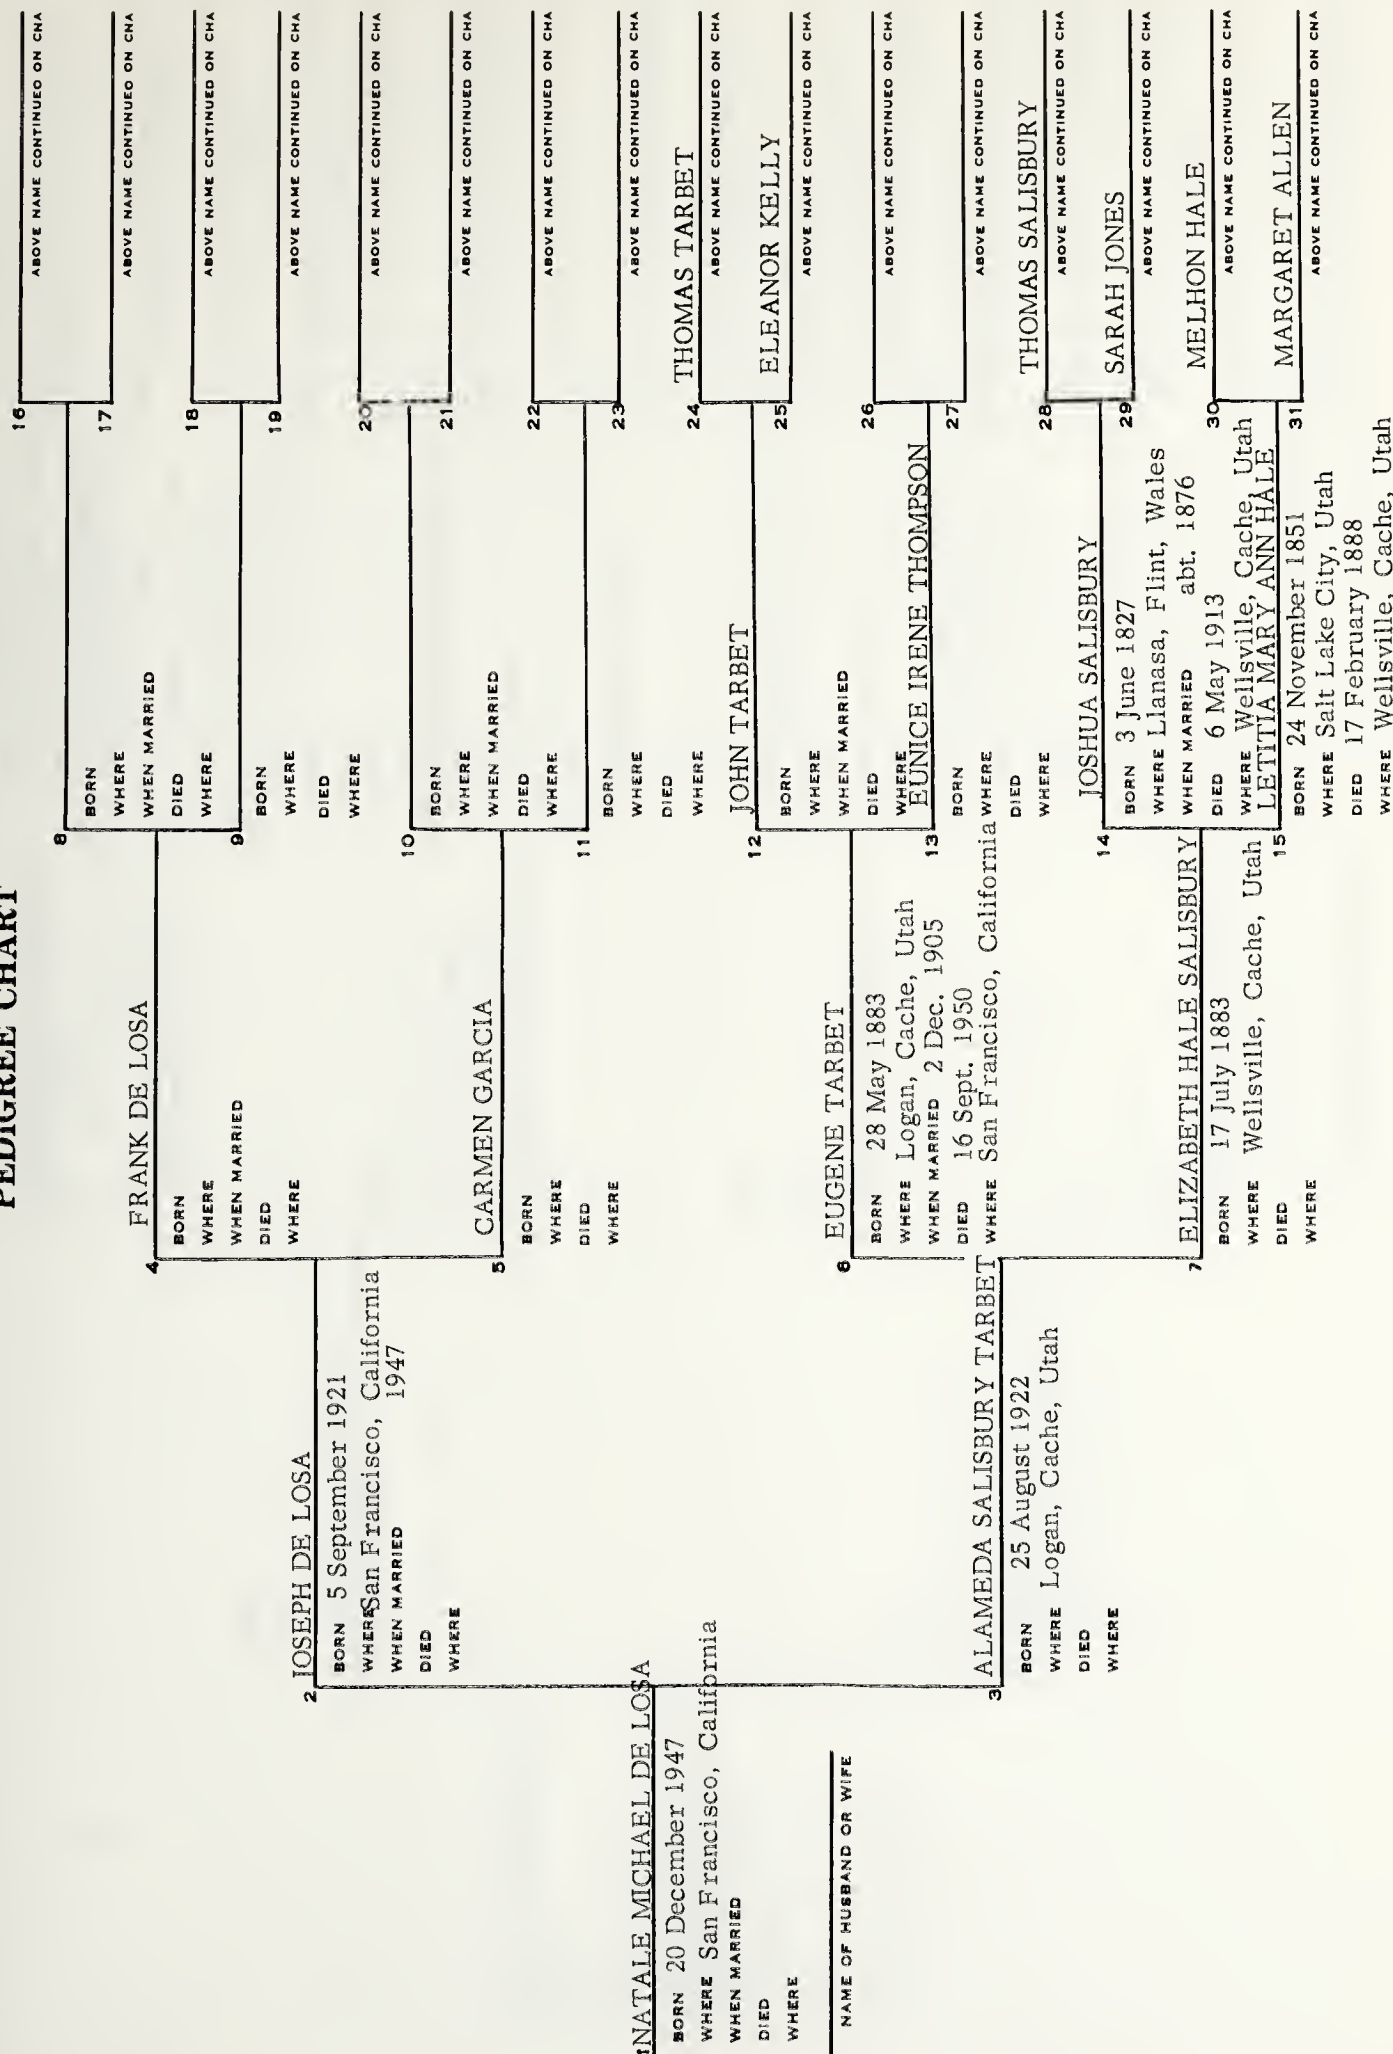 PEDIGREE CHART
NATALE MICHAEL DE LOSA
BORN 20 December 1947
WHERE San Francisco, California
WHEN MARRIED
DIED
WHERE
NAME OF HUSBAND OR WIFE
2
JOSEPH DE LOSA
BORN 5 September 1921
WHERE San Francisco, California
WHEN MARRIED 1947
DIED
WHERE
3
ALAMEDA SALISBURY TARBET
BORN 25 August 1922
WHERE Logan, Cache, Utah
DIED
WHERE
4
FRANK DE LOSA
BORN
WHERE
WHEN MARRIED
DIED
WHERE
5
CARMEN GARCIA
BORN
WHERE
DIED
WHERE
6
EUGENE TARBET
BORN 28 May 1883
WHERE Logan, Cache, Utah
WHEN MARRIED 2 Dec. 1905
DIED 16 Sept. 1950
WHERE San Francisco, California
7
ELIZABETH HALE SALISBURY
BORN 17 July 1883
WHERE Wellsville, Cache, Utah
DIED
WHERE
8
BORN
WHERE
WHEN MARRIED
DIED
WHERE
9
BORN
WHERE
DIED
WHERE
10
BORN
WHERE
WHEN MARRIED
DIED
WHERE
11
BORN
WHERE
DIED
WHERE
12
JOHN TARBET
BORN
WHERE
WHEN MARRIED
DIED
WHERE
13
EUNICE IRENE THOMPSON
BORN
WHERE
DIED
WHERE
14
JOSHUA SALISBURY
BORN 3 June 1827
WHERE Llanasa, Flint, Wales
WHEN MARRIED abt. 1876
DIED 6 May 1913
WHERE Wellsville, Cache, Utah
15
LETITIA MARY ANN HALE
BORN 24 November 1851
WHERE Salt Lake City, Utah
DIED 17 February 1888
WHERE Wellsville, Cache, Utah
16
ABOVE NAME CONTINUED ON CHA
17
ABOVE NAME CONTINUED ON CHA
18
ABOVE NAME CONTINUED ON CHA
19
ABOVE NAME CONTINUED ON CHA
20
ABOVE NAME CONTINUED ON CHA
21
ABOVE NAME CONTINUED ON CHA
22
ABOVE NAME CONTINUED ON CHA
23
ABOVE NAME CONTINUED ON CHA
24
THOMAS TARBET
ABOVE NAME CONTINUED ON CHA
25
ELEANOR KELLY
ABOVE NAME CONTINUED ON CHA
26
ABOVE NAME CONTINUED ON CHA
27
ABOVE NAME CONTINUED ON CHA
28
THOMAS SALISBURY
ABOVE NAME CONTINUED ON CHA
29
SARAH JONES
ABOVE NAME CONTINUED ON CHA
30
MELHON HALE
ABOVE NAME CONTINUED ON CHA
31
MARGARET ALLEN
ABOVE NAME CONTINUED ON CHA